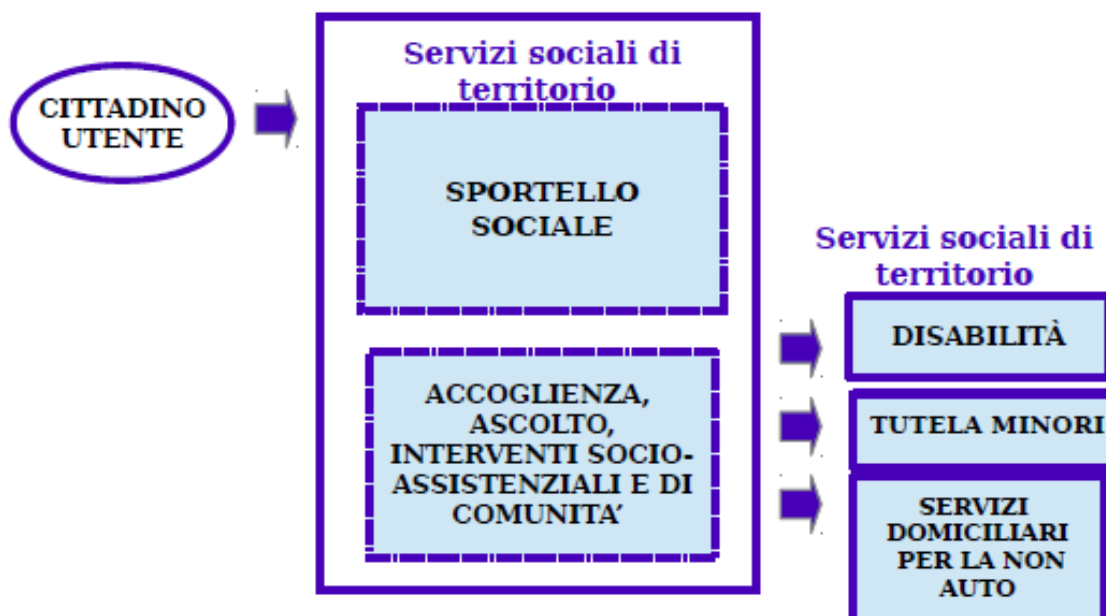 CITTADINO
UTENTE
Servizi sociali di
territorio
SPORTELLO
SOCIALE
ACCOGLIENZA,
ASCOLTO,
INTERVENTI SOCIO-
ASSISTENZIALI E DI
COMUNITA’
Servizi sociali di
territorio
DISABILITÀ
TUTELA MINORI
SERVIZI
DOMICILIARI
PER LA NON
AUTO